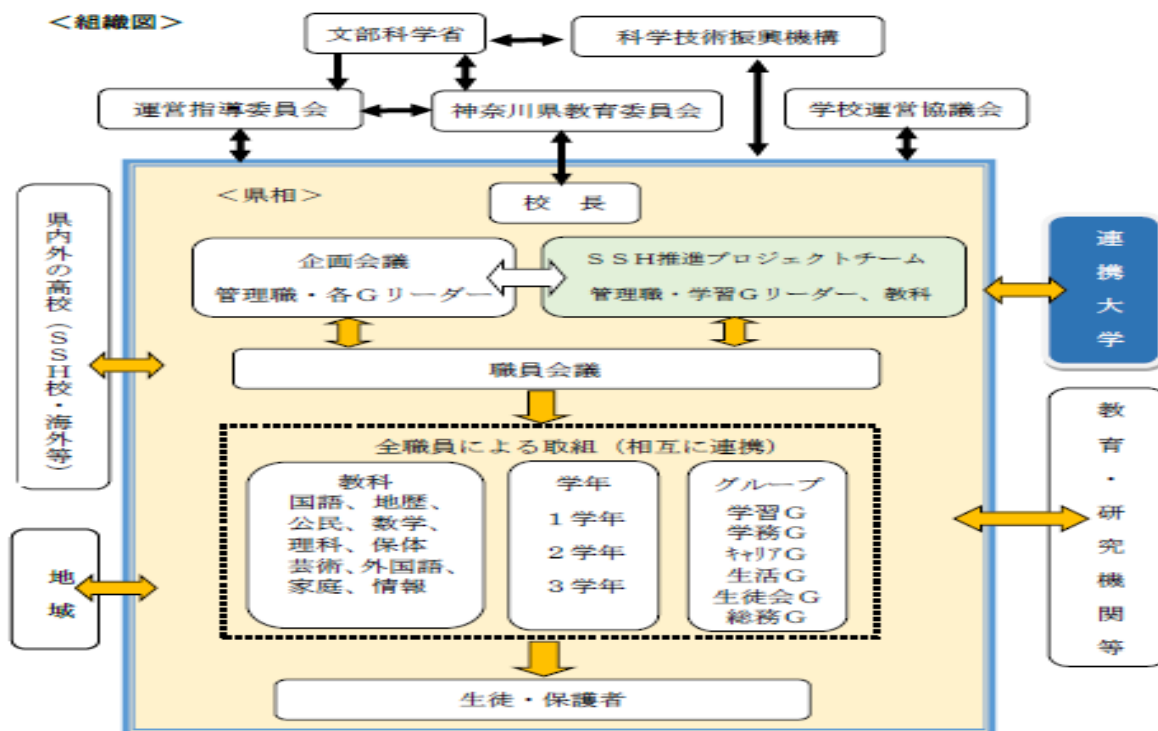 ＜組織図＞
文部科学省
科学技術振興機構
運営指導委員会
神奈川県教育委員会
学校運営協議会
＜県相＞
校　長
企画会議
管理職・各Ｇリーダー
ＳＳＨ推進プロジェクトチーム
管理職・学習Ｇリーダー、教科
職員会議
全職員による取組（相互に連携）
教科
国語、地歴、
公民、数学、
理科、保体
芸術、外国語、
家庭、情報
学年
１学年
２学年
３学年
グループ
学習Ｇ
学務Ｇ
ｷｬﾘｱＧ
生活Ｇ
生徒会Ｇ
総務Ｇ
生徒・保護者
県内外の高校（ＳＳＨ校・海外等）
地域
連携大学
教育・研究機関等